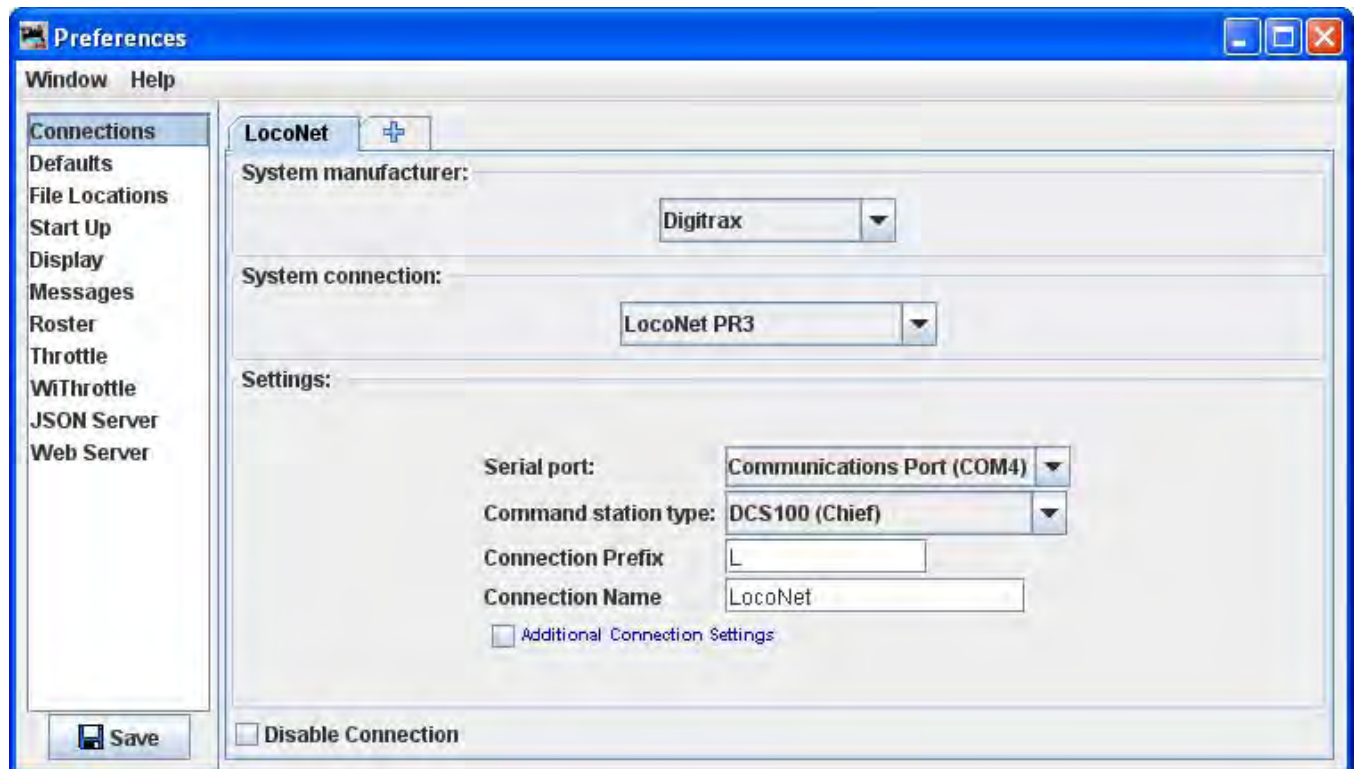 Preferences
Window Help
Connections
Defaults
File Locations
Start Up
Display
Messages
Roster
Throttle
WiThrottle
JSON Server
Web Server
Save
LocoNet
System manufacturer:
Digitrax
System connection:
LocoNet PR3
Settings:
Serial port: Communications Port (COM4)
Command station type: DCS100 (Chief)
Connection Prefix L
Connection Name LocoNet
Additional Connection Settings
Disable Connection